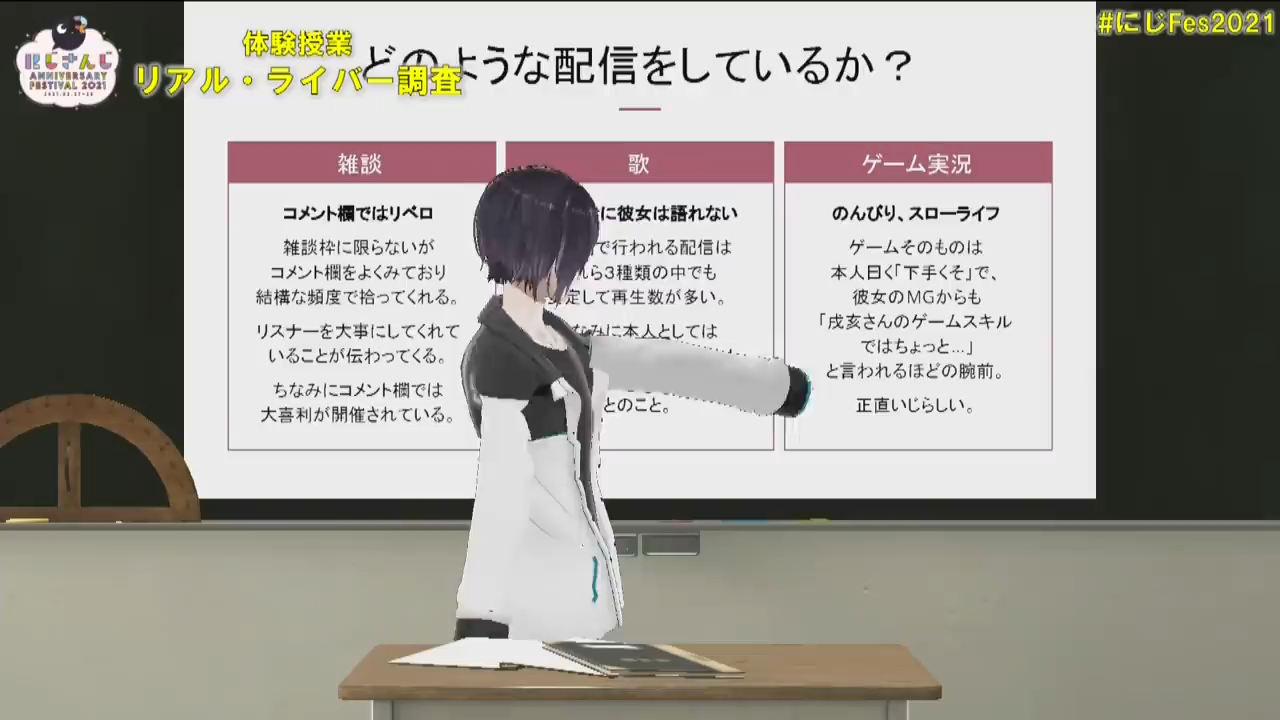 にじさんじ
ANNIVERSARY
FESTIVAL 2021
体験授業
リアル・ライバー調査
#にじFes2021
どのような配信をしているか？
雑談
コメント欄ではリベロ
雑談枠に限らないが
コメント欄をよくみており
結構な頻度で拾ってくれる。
リスナーを大事にしてくれて
いることが伝わってくる。
ちなみにコメント欄では
大喜利が開催されている。
歌
に彼女は語れない
で行われる配信は
ら3種類の中でも
定して再生数が多い。
なみに本人としては
とのこと。
ゲーム実況
のんびり、スローライフ
ゲームそのものは
本人曰く「下手くそ」で、
彼女のMGからも
「戌亥さんのゲームスキル
ではちょっと…」
と言われるほどの腕前。
正直いじらしい。